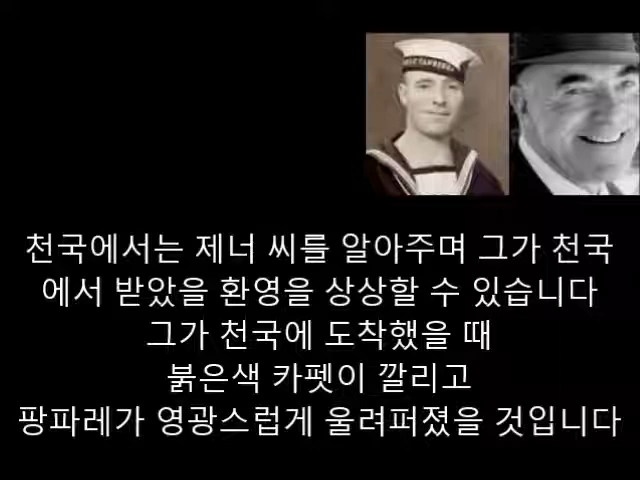 천국에서는 제너 씨를 알아주며 그가 천국
에서 받았을 환영을 상상할 수 있습니다
그가 천국에 도착했을 때
붉은색 카펫이 깔리고
팡파레가 영광스럽게 울려퍼졌을 것입니다